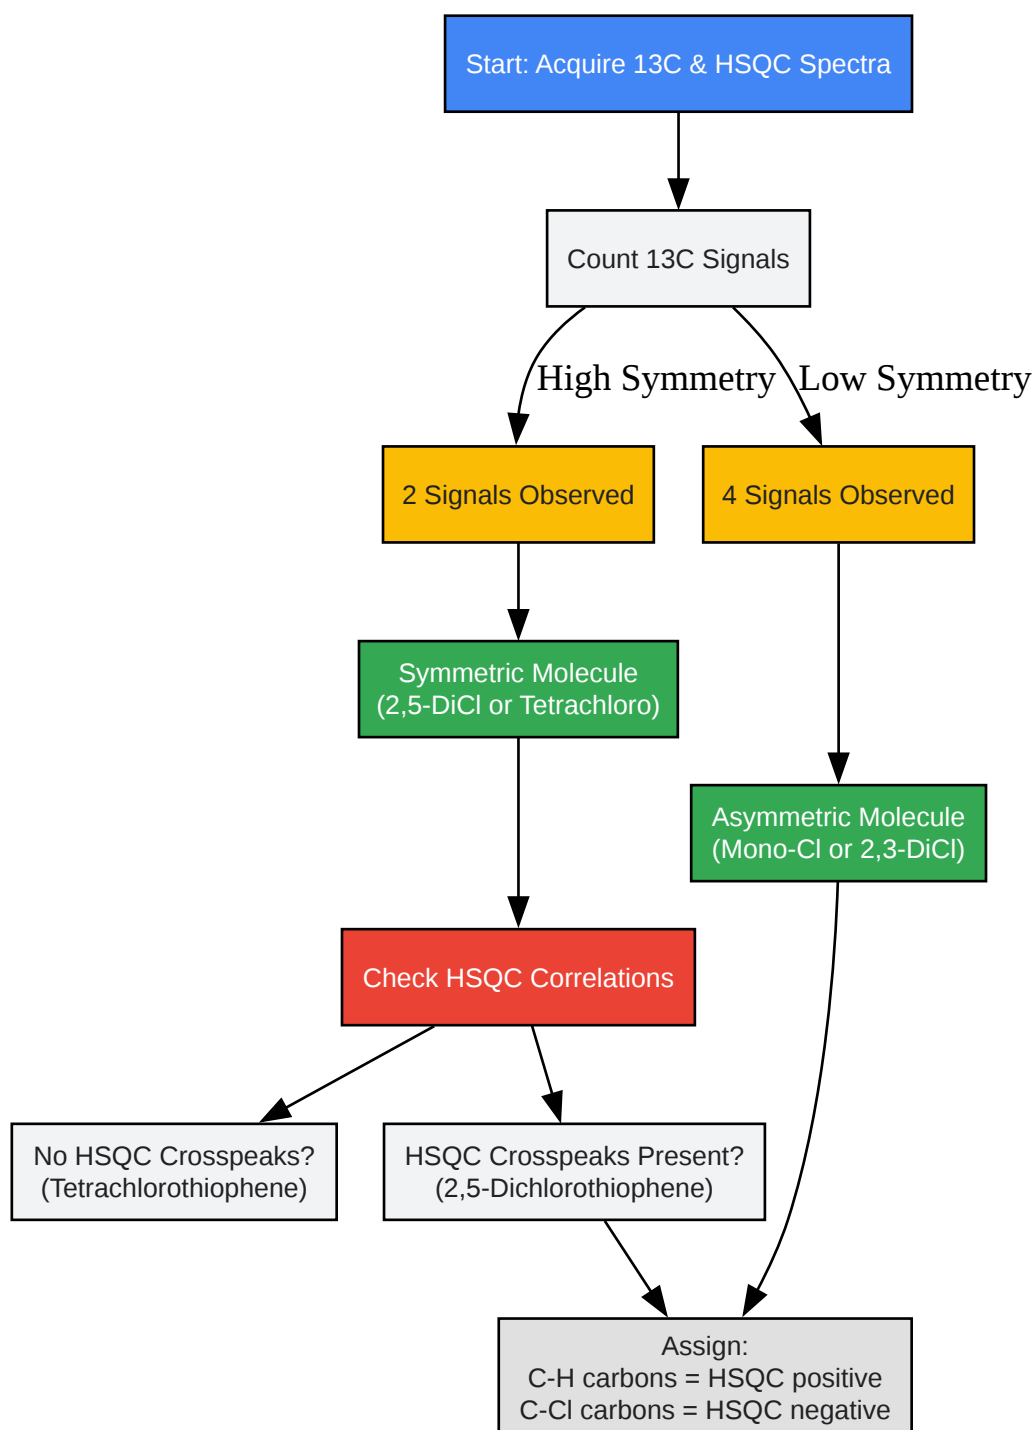 Start: Acquire 13C & HSQC Spectra
Count 13C Signals
High Symmetry
Low Symmetry
2 Signals Observed
4 Signals Observed
Symmetric Molecule
(2,5-DiCl or Tetrachloro)
Asymmetric Molecule
(Mono-Cl or 2,3-DiCl)
Check HSQC Correlations
No HSQC Crosspeaks?
(Tetrachlorothiophene)
HSQC Crosspeaks Present?
(2,5-Dichlorothiophene)
Assign:
C-H carbons = HSQC positive
C-Cl carbons = HSQC negative